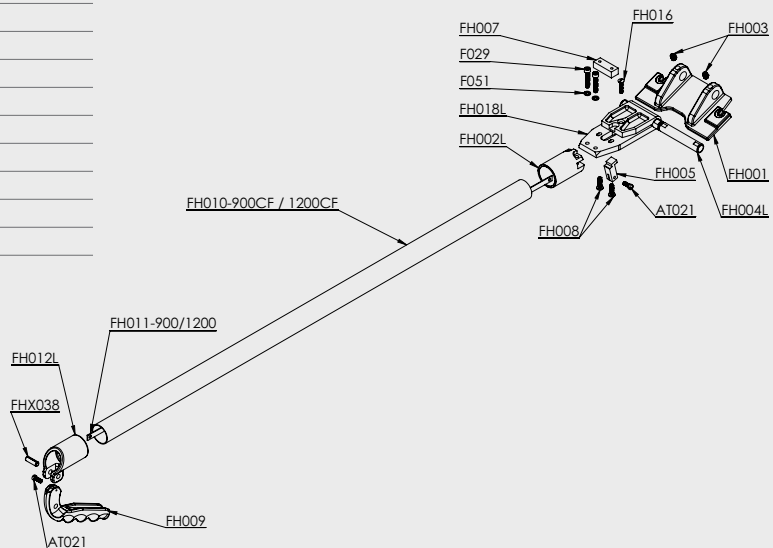 FH016
FH007
FH003
F029
F051
FH018L
FH002L
FH005
FH001
FH010-900CF / 1200CF
AT021
FH004L
FH008
FH011-900/1200
FH012L
FHX038
FH009
AT021